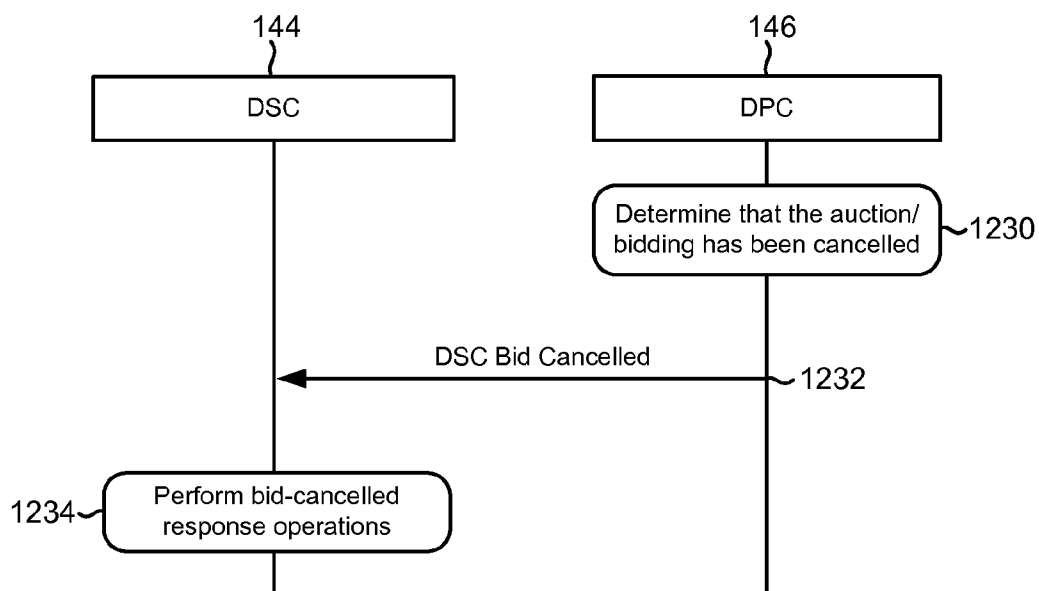 144
146
DSC
DPC
Determine that the auction/
bidding has been cancelled
1230
DSC Bid Cancelled
1232
Perform bid-cancelled
response operations
1234